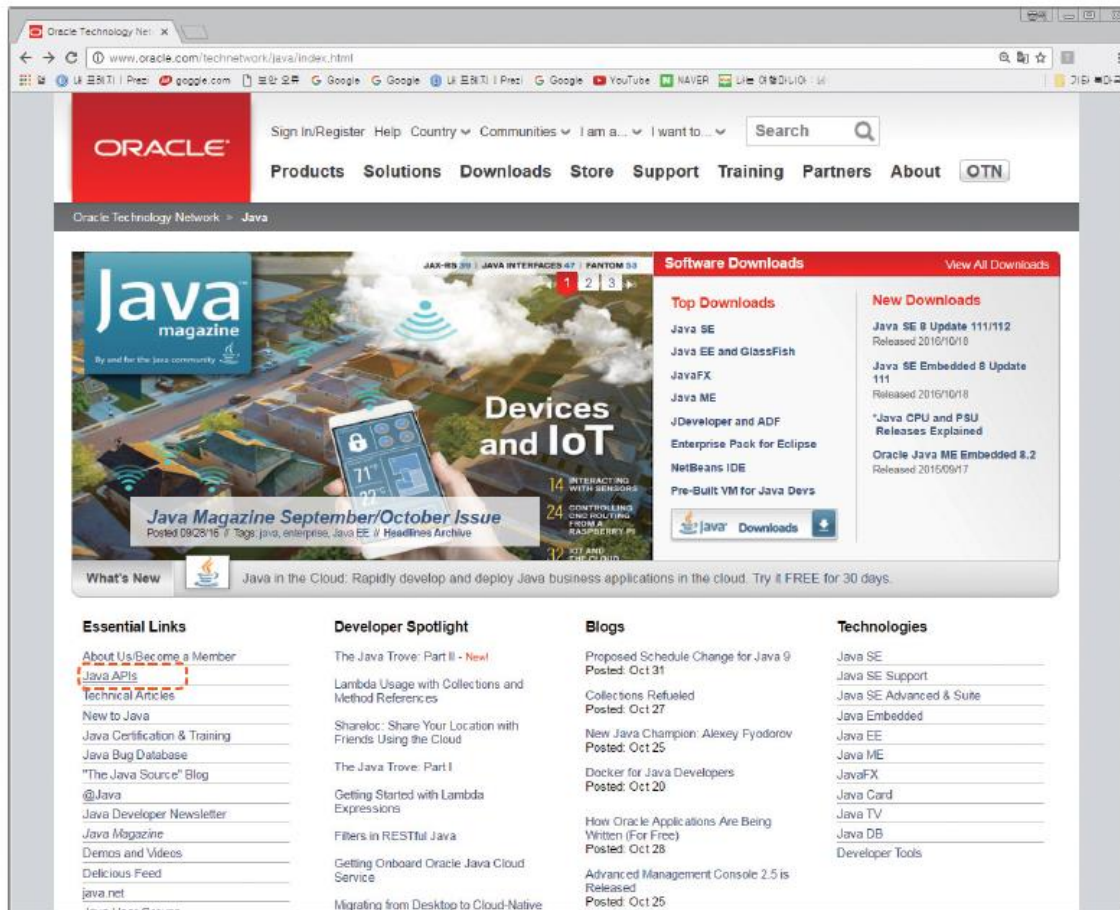 Oracle Technology Net
www.oracle.com/technetwork/java/index.html
내 프레지 | Prezi
goggle.com
보안 오류
Google
Google
내 프레지 | Prezi
Google
YouTube
NAVER
ORACLE
Sign In/Register Help Country Communities I am a... I want to... Search
Products Solutions Downloads Store Support Training Partners About OTN
Oracle Technology Network > Java
JAX-RS 39 | JAVA INTERFACES 47 | FANTOM 53
1 2 3
Java
magazine
By and for the Java community
Devices
and IoT
14 INTERACTING
WITH SENSORS
24 CONTROLLING
CNC ROUTING
FROM A
RASPBERRY PI
32 IOT AND
THE CLOUD
71°
22°
Java Magazine September/October Issue
Posted 09/28/16 // Tags: java, enterprise, Java EE // Headlines Archive
Software Downloads
View All Downloads
Top Downloads
Java SE
Java EE and GlassFish
JavaFX
Java ME
JDeveloper and ADF
Enterprise Pack for Eclipse
NetBeans IDE
Pre-Built VM for Java Devs
Java Downloads
New Downloads
Java SE 8 Update 111/112
Released 2016/10/18
Java SE Embedded 8 Update
111
Released 2016/10/18
*Java CPU and PSU
Releases Explained
Oracle Java ME Embedded 8.2
Released 2015/09/17
What's New
Java in the Cloud: Rapidly develop and deploy Java business applications in the cloud. Try it FREE for 30 days.
Essential Links
About Us/Become a Member
Java APIs
Technical Articles
New to Java
Java Certification & Training
Java Bug Database
"The Java Source" Blog
@Java
Java Developer Newsletter
Java Magazine
Demos and Videos
Delicious Feed
java.net
Developer Spotlight
The Java Trove: Part II - New!
Lambda Usage with Collections and
Method References
Shareloc: Share Your Location with
Friends Using the Cloud
The Java Trove: Part I
Getting Started with Lambda
Expressions
Filters in RESTful Java
Getting Onboard Oracle Java Cloud
Service
Migrating from Desktop to Cloud-Native
Blogs
Proposed Schedule Change for Java 9
Posted: Oct 31
Collections Refueled
Posted: Oct 27
New Java Champion: Alexey Fyodorov
Posted: Oct 25
Docker for Java Developers
Posted: Oct 20
How Oracle Applications Are Being
Written (For Free)
Posted: Oct 28
Advanced Management Console 2.5 is
Released
Posted: Oct 25
Technologies
Java SE
Java SE Support
Java SE Advanced & Suite
Java Embedded
Java EE
Java ME
JavaFX
Java Card
Java TV
Java DB
Developer Tools